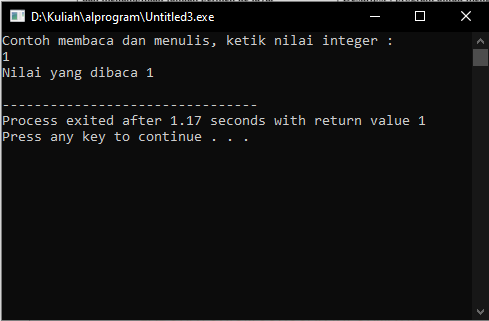 D:\Kuliah\alprogram\Untitled3.exe
Contoh membaca dan menulis, ketik nilai integer :
1
Nilai yang dibaca 1
--------------------------------
Process exited after 1.17 seconds with return value 1
Press any key to continue . . .